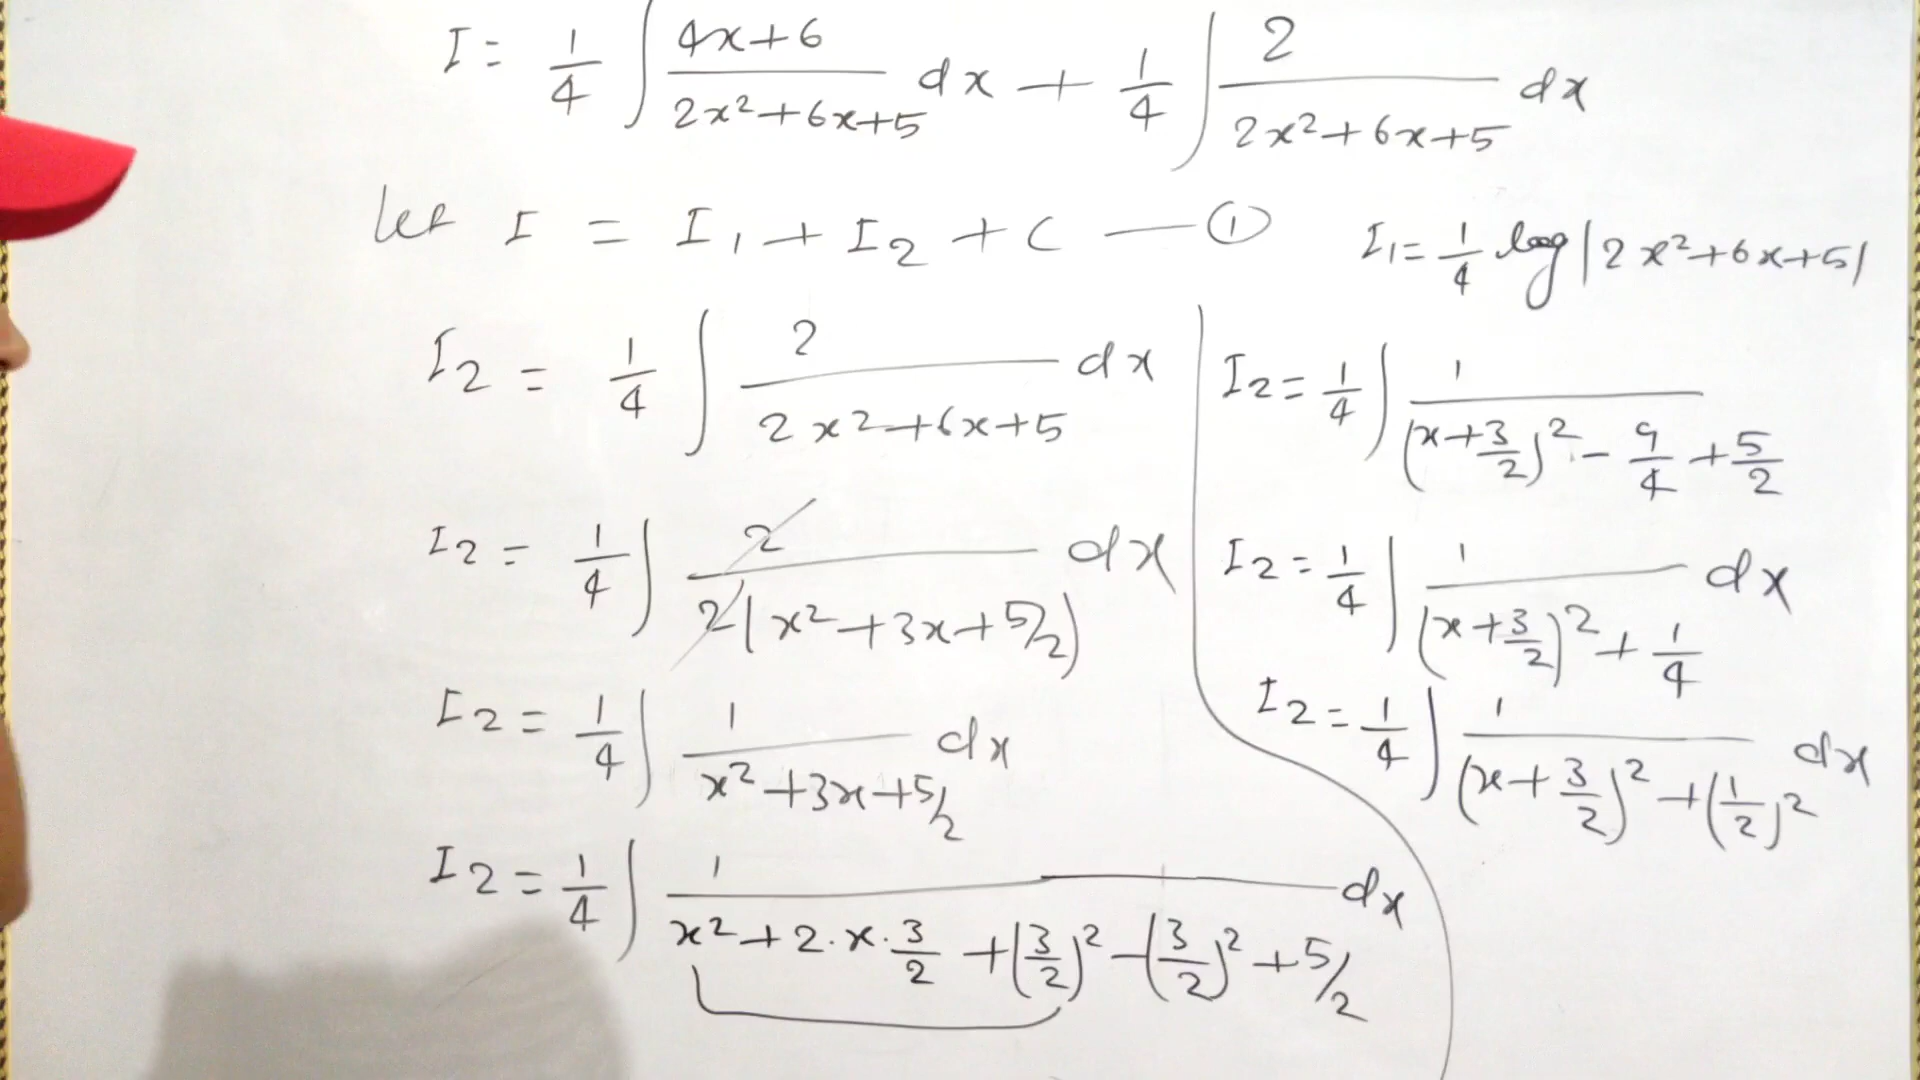 I = 1/4 ∫ (4x+6)/(2x²+6x+5) dx + 1/4 ∫ 2/(2x²+6x+5) dx
let I = I₁ + I₂ + C — ①
I₁ = 1/4 log |2x²+6x+5|
I₂ = 1/4 ∫ 2/(2x²+6x+5) dx
I₂ = 1/4 ∫ 2/(2(x²+3x+5/2)) dx
I₂ = 1/4 ∫ 1/(x²+3x+5/2) dx
I₂ = 1/4 ∫ 1/(x²+2·x·3/2+(3/2)²-(3/2)²+5/2) dx
I₂ = 1/4 ∫ 1/((x+3/2)²-9/4+5/2)
I₂ = 1/4 ∫ 1/((x+3/2)²+1/4) dx
I₂ = 1/4 ∫ 1/((x+3/2)²+(1/2)²) dx